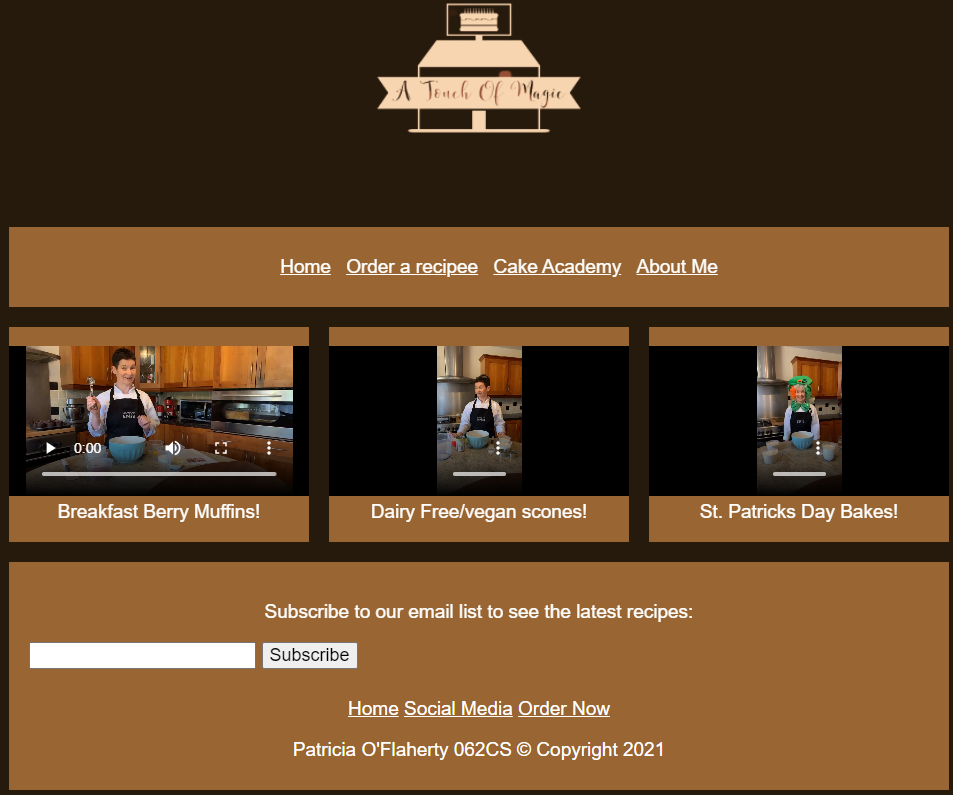 A Touch Of Magic
Home Order a recipee Cake Academy About Me
0:00
Breakfast Berry Muffins! Dairy Free/vegan scones! St. Patricks Day Bakes!
Subscribe to our email list to see the latest recipes:
Subscribe
Home Social Media Order Now
Patricia O'Flaherty 062CS © Copyright 2021